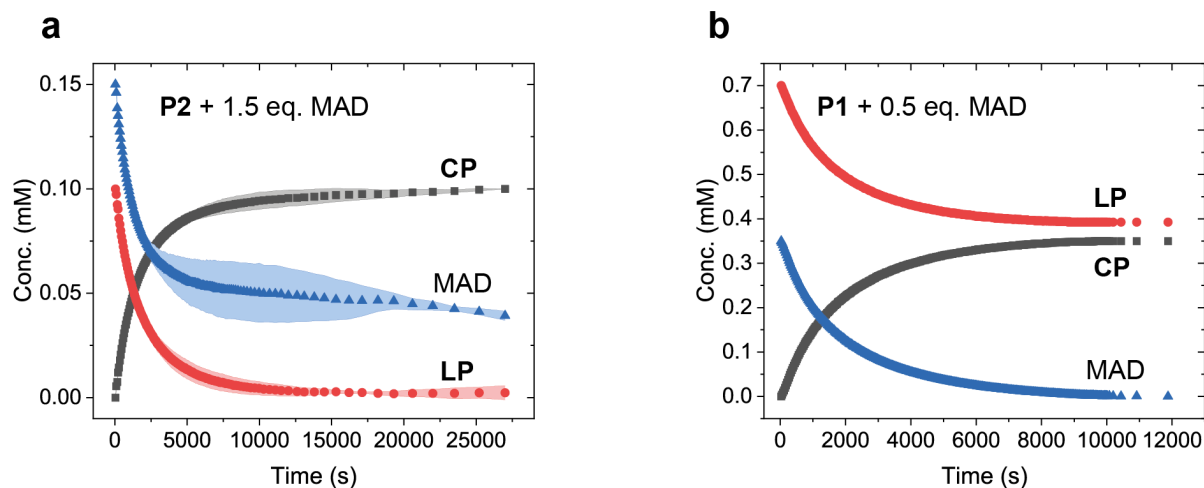 a
P2 + 1.5 eq. MAD
CP
MAD
LP
0.15
0.10
0.05
0.00
Conc. (mM)
0 5000 10000 15000 20000 25000
Time (s)
b
P1 + 0.5 eq. MAD
LP
CP
MAD
0.7
0.6
0.5
0.4
0.3
0.2
0.1
0.0
Conc. (mM)
0 2000 4000 6000 8000 10000 12000
Time (s)